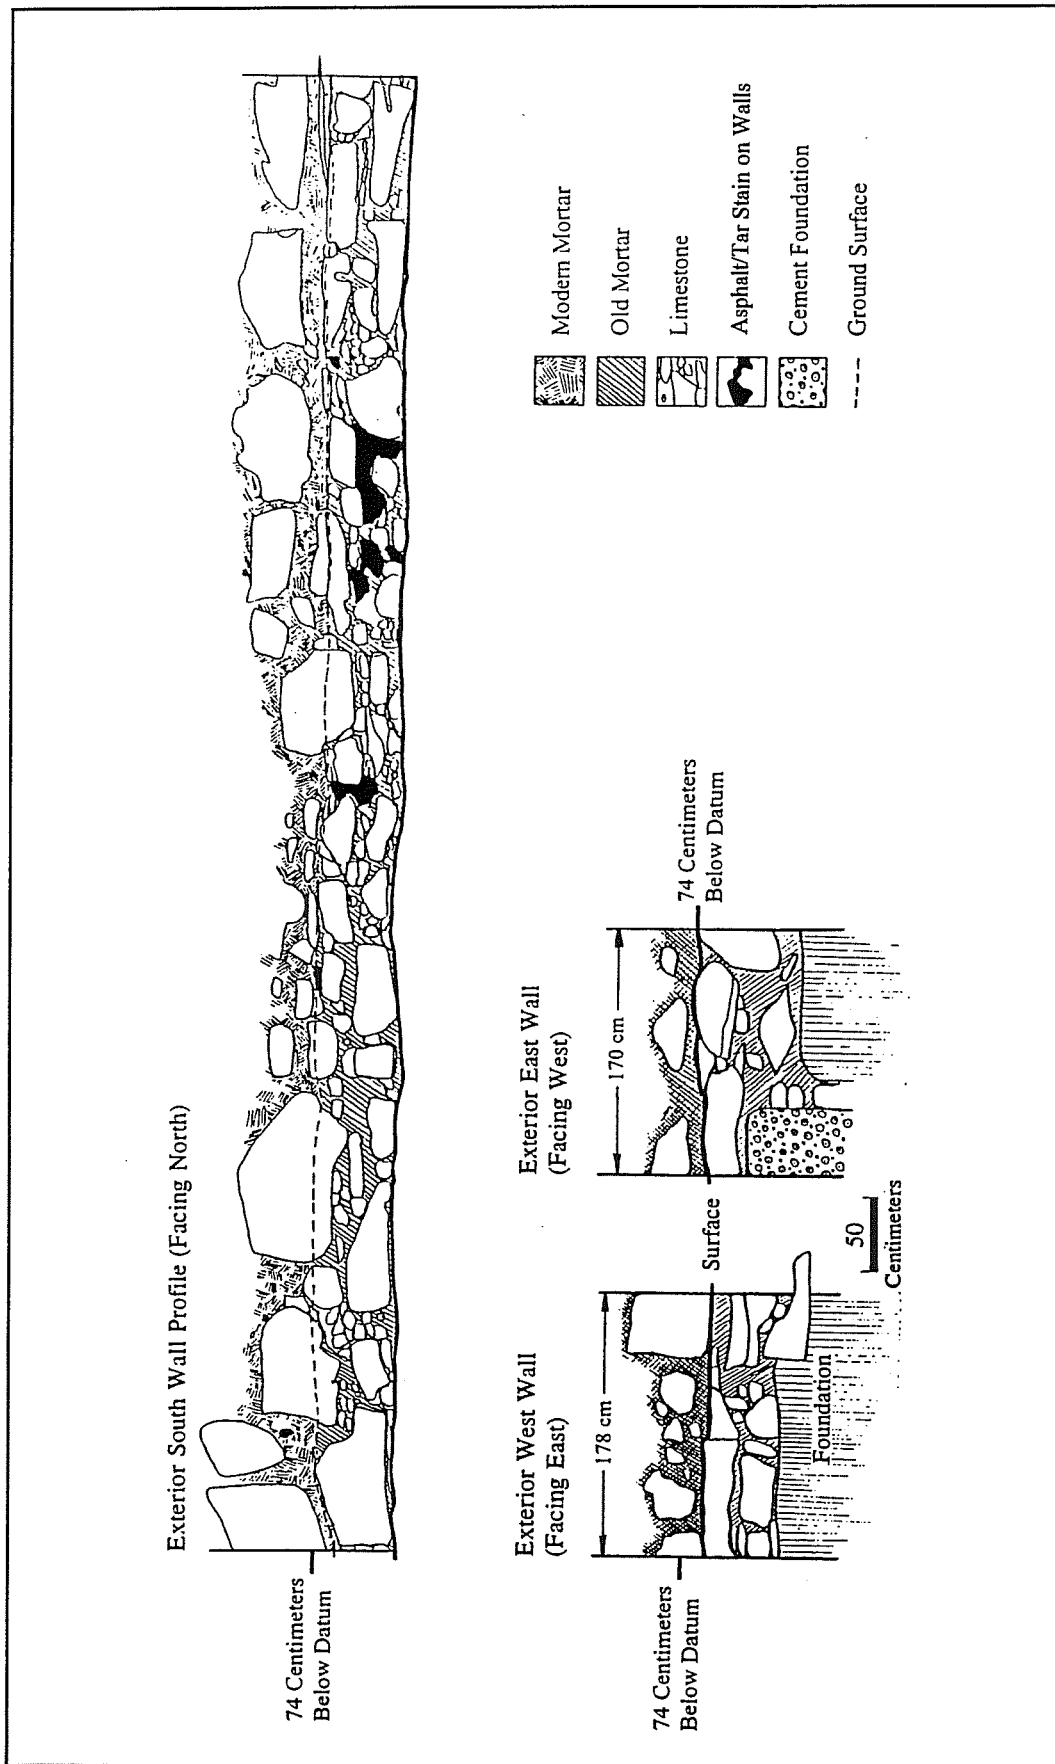 Exterior South Wall Profile (Facing North)
74 Centimeters
Below Datum
Exterior West Wall
(Facing East)
178 cm
74 Centimeters
Below Datum
Foundation
Surface
Exterior East Wall
(Facing West)
170 cm
74 Centimeters
Below Datum
50
Centimeters
Modern Mortar
Old Mortar
Limestone
Asphalt/Tar Stain on Walls
Cement Foundation
Ground Surface